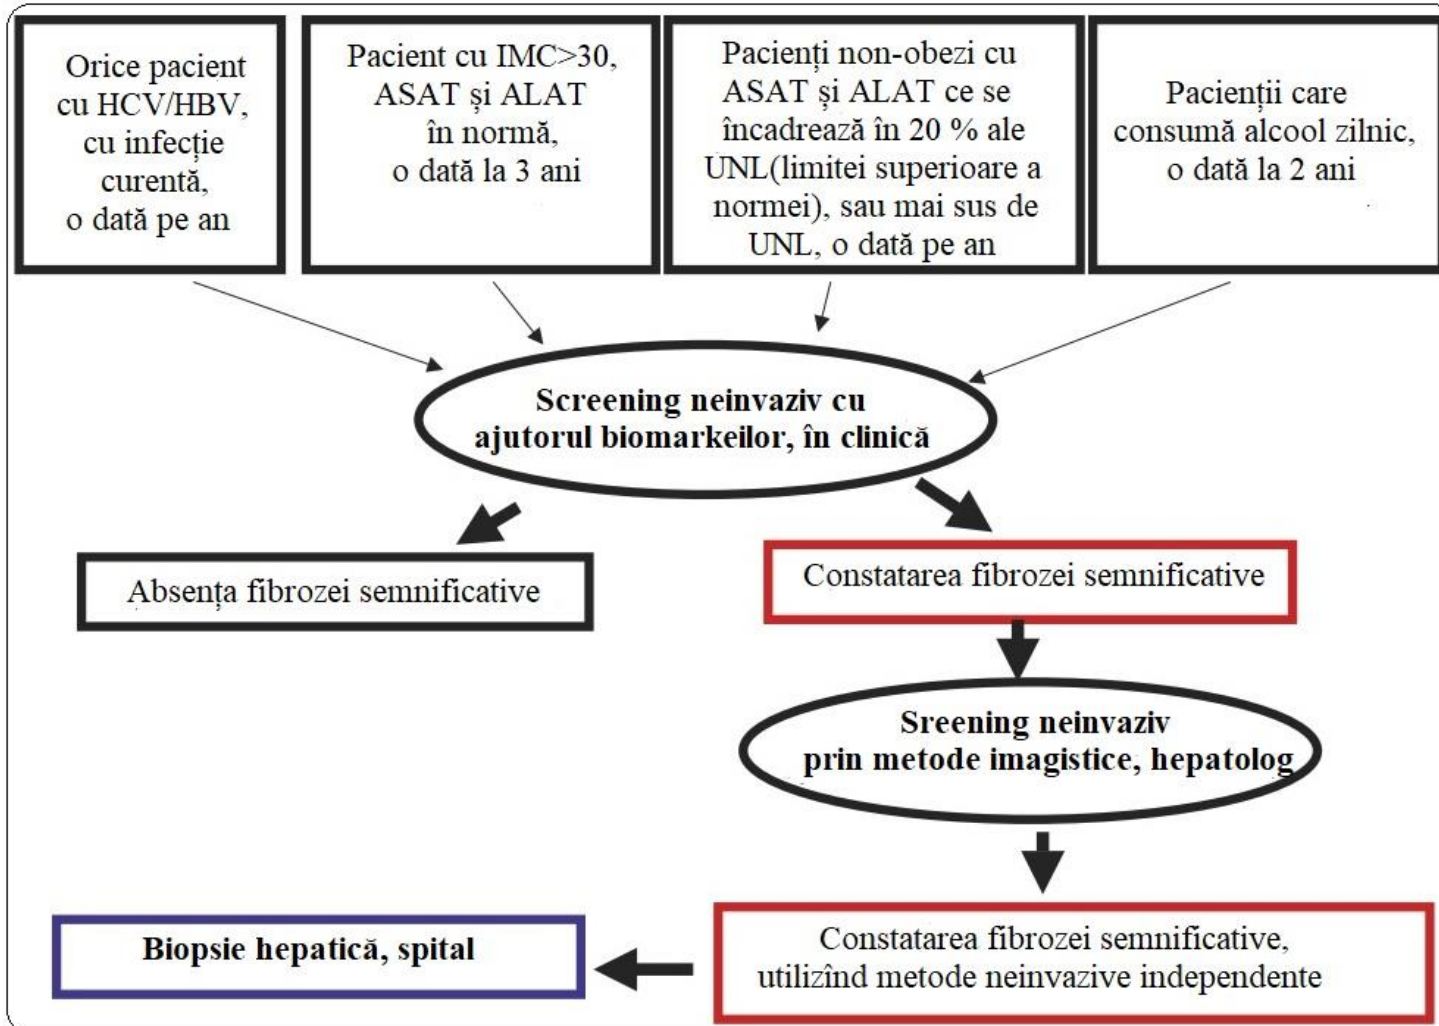 Orice pacient
cu HCV/HBV,
cu infecție
curentă,
o dată pe an
Pacient cu IMC>30,
ASAT și ALAT
în normă,
o dată la 3 ani
Pacienți non-obezi cu
ASAT și ALAT ce se
încadrează în 20 % ale
UNL(limitei superioare a
normei), sau mai sus de
UNL, o dată pe an
Pacienții care
consumă alcool zilnic,
o dată la 2 ani
Screening neinvaziv cu
ajutorul biomarkeilor, în clinică
Absența fibrozei semnificative
Constatarea fibrozei semnificative
Sreening neinvaziv
prin metode imagistice, hepatolog
Constatarea fibrozei semnificative,
utilizînd metode neinvazive independente
Biopsie hepatică, spital